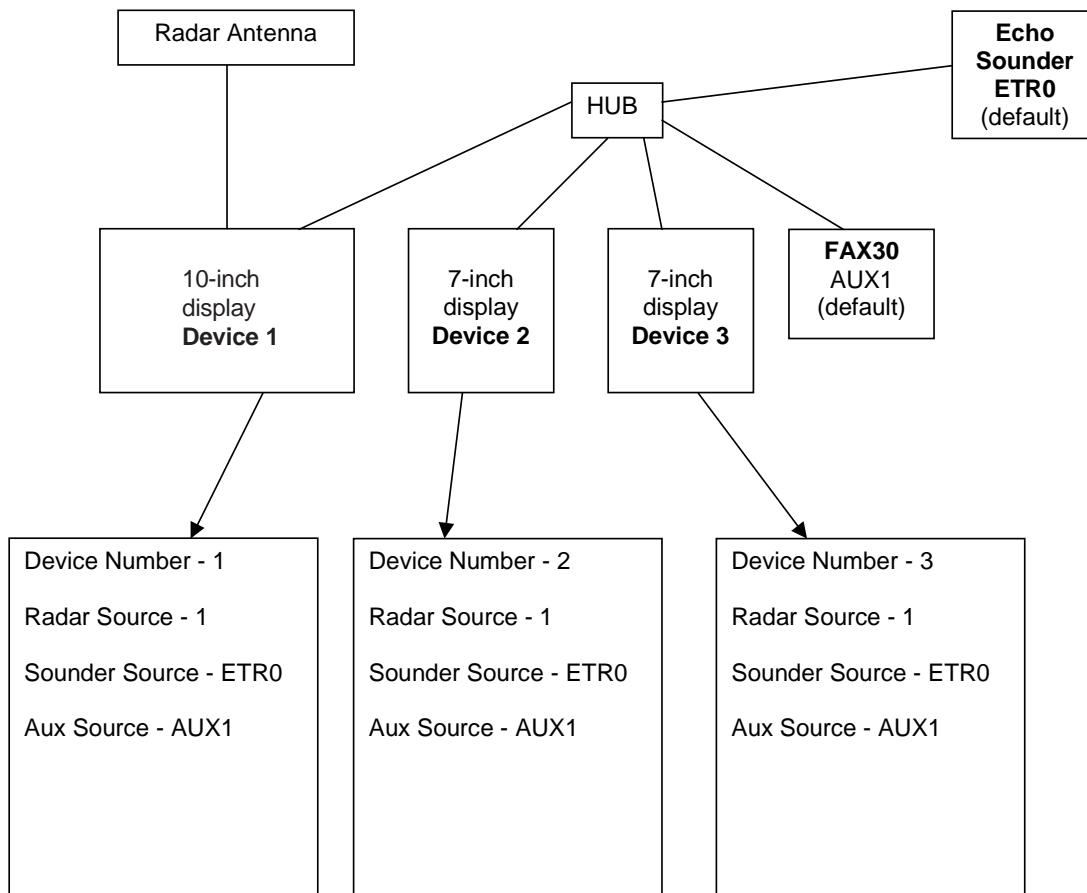 Radar Antenna
HUB
Echo
Sounder
ETR0
(default)
10-inch
display
Device 1
7-inch
display
Device 2
7-inch
display
Device 3
FAX30
AUX1
(default)
Device Number - 1
Radar Source - 1
Sounder Source - ETR0
Aux Source - AUX1
Device Number - 2
Radar Source - 1
Sounder Source - ETR0
Aux Source - AUX1
Device Number - 3
Radar Source - 1
Sounder Source - ETR0
Aux Source - AUX1